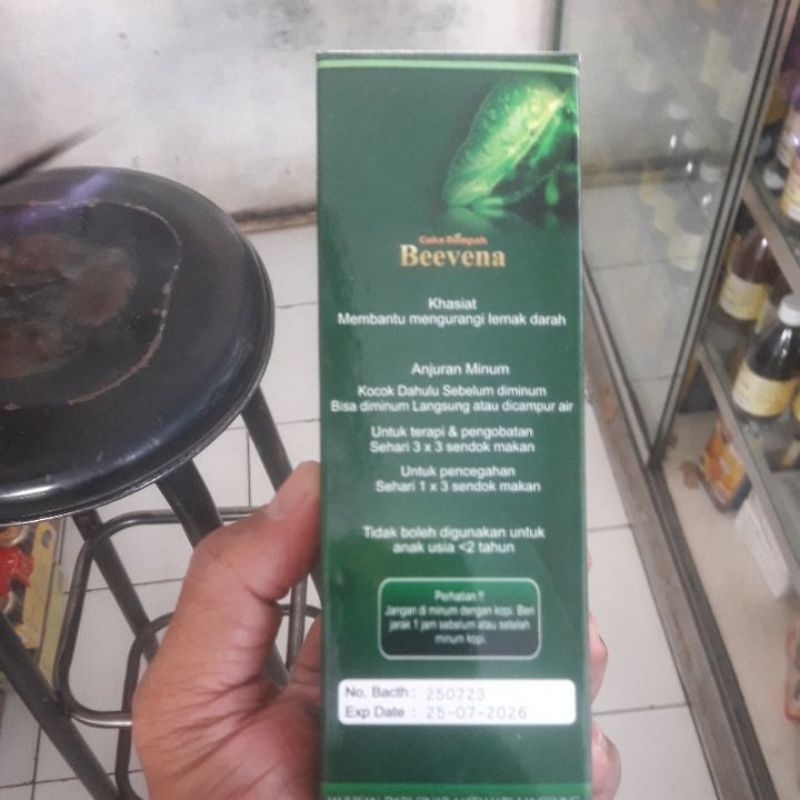 Cuka Rempah
Beevena
Khasiat
Membantu mengurangi lemak darah
Anjuran Minum
Kocok Dahulu Sebelum diminum
Bisa diminum Langsung atau dicampur air
Untuk terapi & pengobatan
Sehari 3 x 3 sendok makan
Untuk pencegahan
Sehari 1 x 3 sendok makan
Tidak boleh digunakan untuk
anak usia <2 tahun
Perhatian !!
Jangan di minum dengan kopi. Beri
jarak 1 jam sebelum atau setelah
minum kopi.
No. Bacth : 250723
Exp Date : 25-07-2026